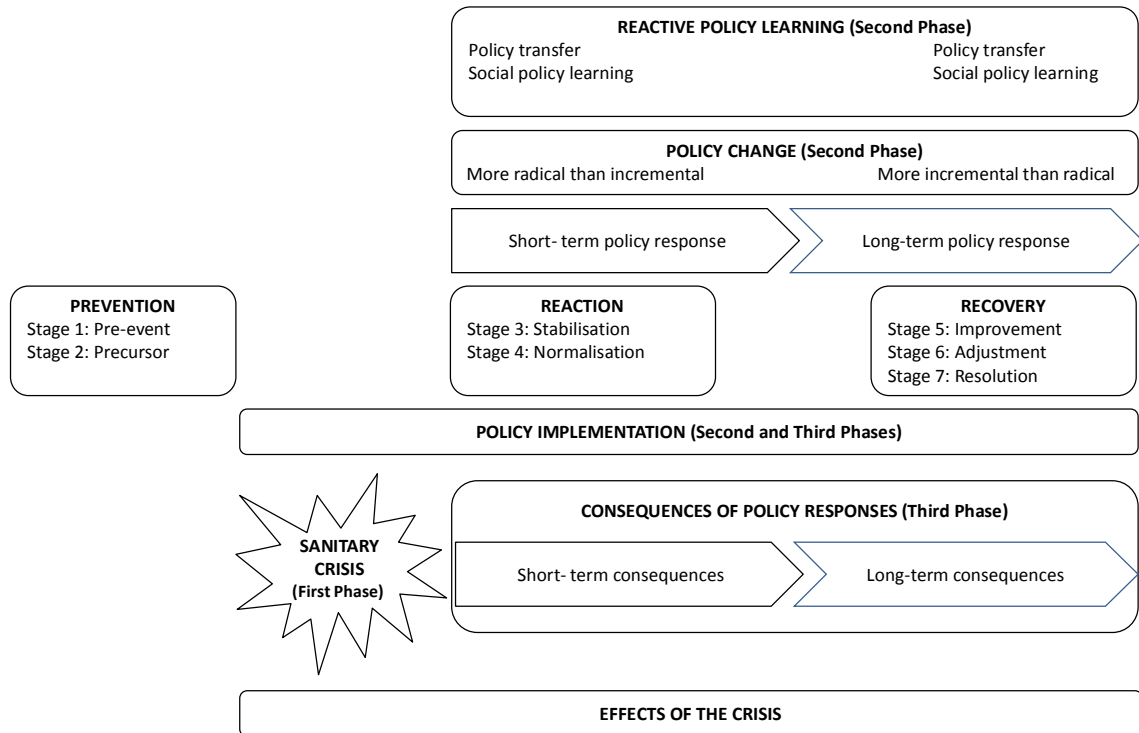 REACTIVE POLICY LEARNING (Second Phase)
Policy transfer Policy transfer
Social policy learning Social policy learning
POLICY CHANGE (Second Phase)
More radical than incremental More incremental than radical
Short- term policy response Long-term policy response
PREVENTION
Stage 1: Pre-event
Stage 2: Precursor
REACTION
Stage 3: Stabilisation
Stage 4: Normalisation
RECOVERY
Stage 5: Improvement
Stage 6: Adjustment
Stage 7: Resolution
POLICY IMPLEMENTATION (Second and Third Phases)
SANITARY
CRISIS
(First Phase)
CONSEQUENCES OF POLICY RESPONSES (Third Phase)
Short- term consequences Long-term consequences
EFFECTS OF THE CRISIS